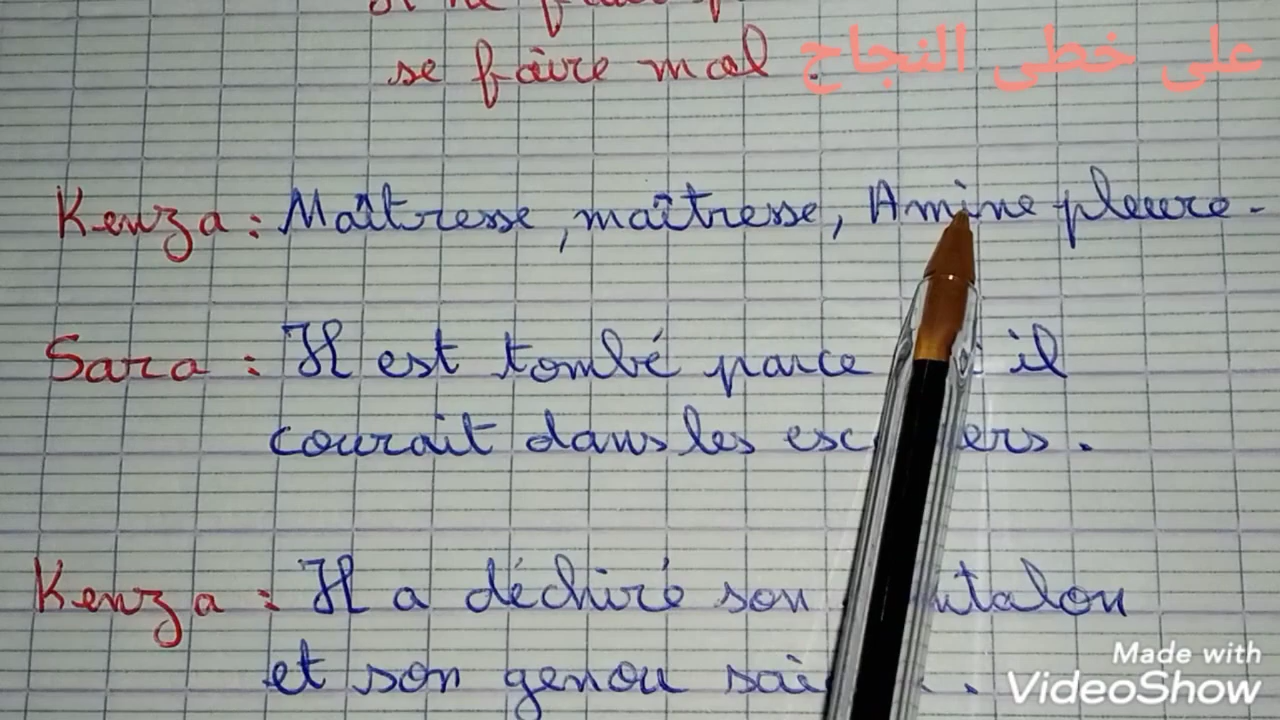 se faire mal.
على خطى النجاح
Kenza: Maîtresse, maîtresse, Amine pleure.
Sara: Il est tombé parce il
courait dans les
Kenza: Il a déchiré son
et son genou
Made with
VideoShow